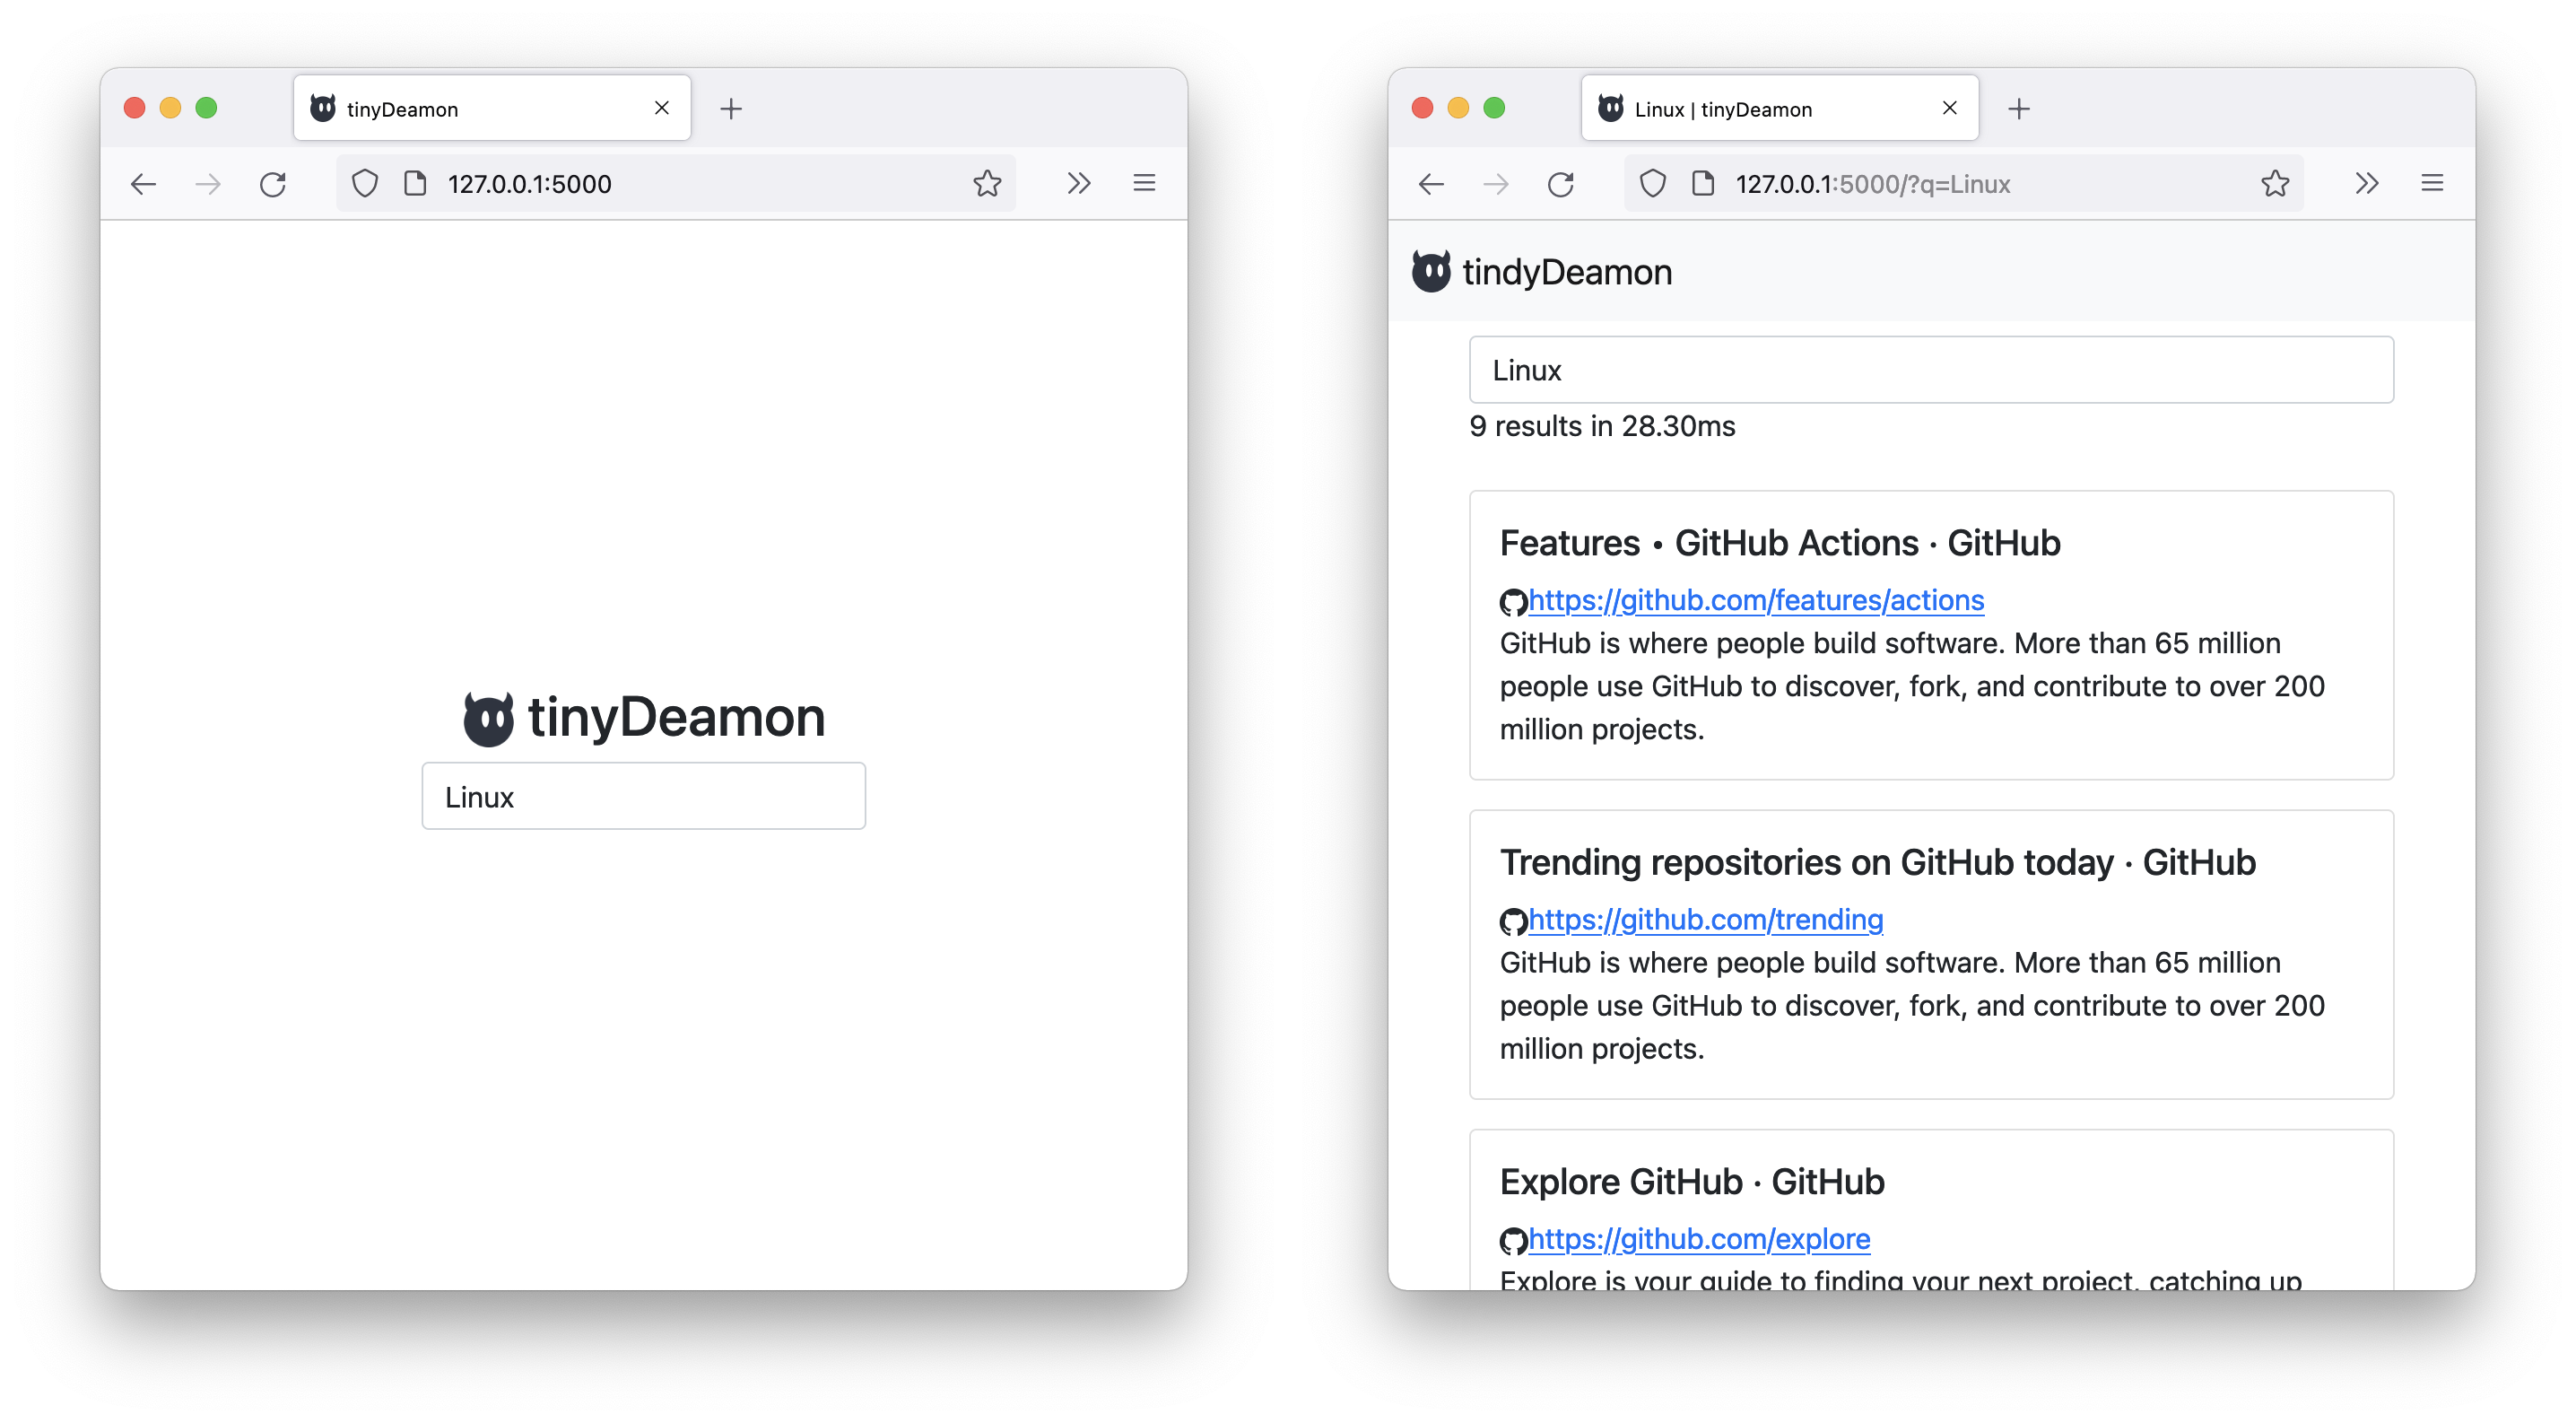 tinyDeamon
127.0.0.1:5000
tinyDeamon
Linux
Linux | tinyDeamon
127.0.0.1:5000/?q=Linux
tindyDeamon
Linux
9 results in 28.30ms
Features • GitHub Actions · GitHub
https://github.com/features/actions
GitHub is where people build software. More than 65 million
people use GitHub to discover, fork, and contribute to over 200
million projects.
Trending repositories on GitHub today · GitHub
https://github.com/trending
GitHub is where people build software. More than 65 million
people use GitHub to discover, fork, and contribute to over 200
million projects.
Explore GitHub · GitHub
https://github.com/explore
Explore is your guide to finding your next project, catching up